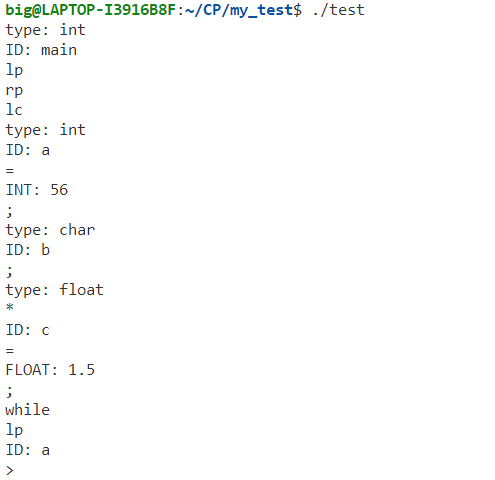 big@LAPTOP-I3916B8F:~/CP/my_test$ ./test
type: int
ID: main
lp
rp
lc
type: int
ID: a
=
INT: 56
;
type: char
ID: b
;
type: float
*
ID: c
=
FLOAT: 1.5
;
while
lp
ID: a
>